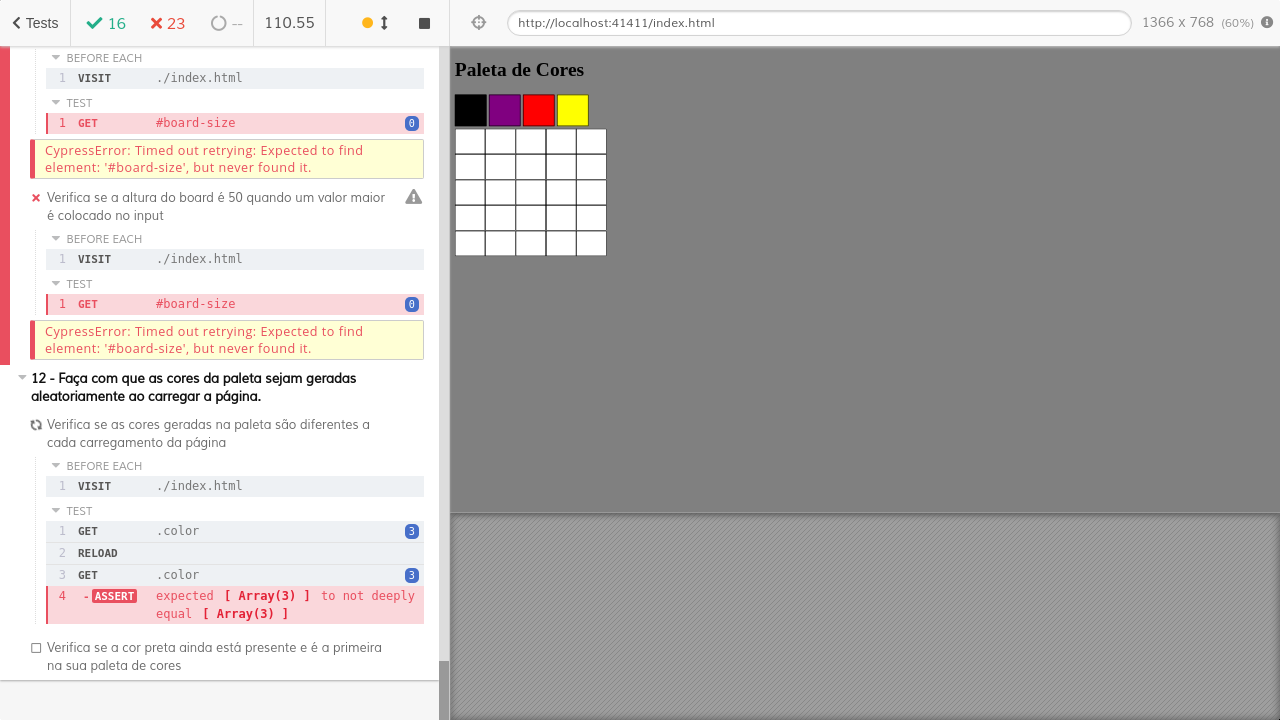 Tests
16
23
--
110.55
http://localhost:41411/index.html
1366 x 768 (60%)
BEFORE EACH
1 VISIT ./index.html
TEST
1 GET #board-size 0
CypressError: Timed out retrying: Expected to find
element: '#board-size', but never found it.
Verifica se a altura do board é 50 quando um valor maior
é colocado no input
BEFORE EACH
1 VISIT ./index.html
TEST
1 GET #board-size 0
CypressError: Timed out retrying: Expected to find
element: '#board-size', but never found it.
12 - Faça com que as cores da paleta sejam geradas
aleatoriamente ao carregar a página.
Verifica se as cores geradas na paleta são diferentes a
cada carregamento da página
BEFORE EACH
1 VISIT ./index.html
TEST
1 GET .color 3
2 RELOAD
3 GET .color 3
4 -ASSERT expected [ Array(3) ] to not deeply
equal [ Array(3) ]
Verifica se a cor preta ainda está presente e é a primeira
na sua paleta de cores
Paleta de Cores